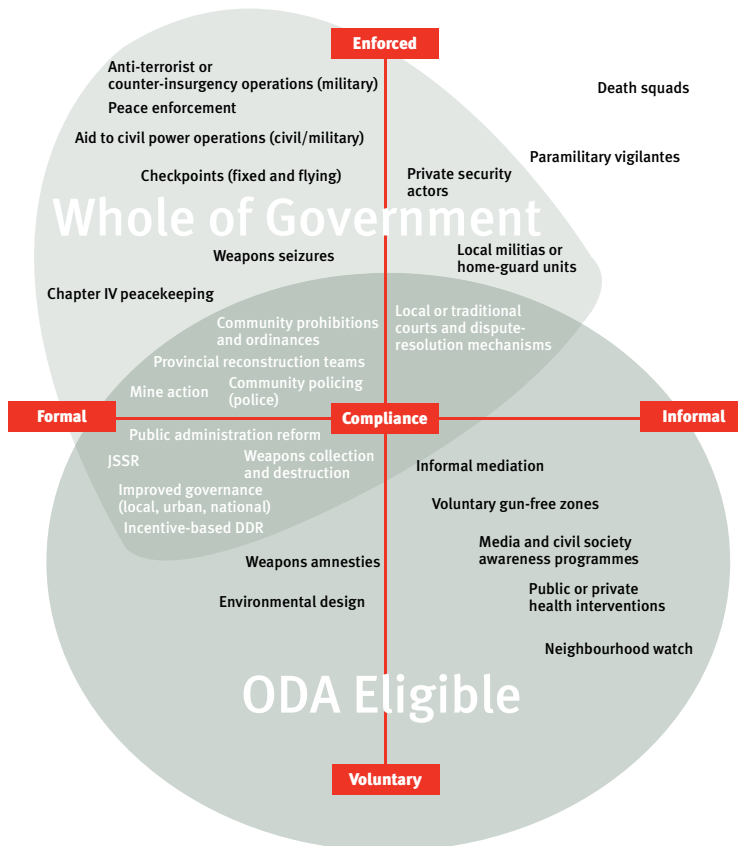 Enforced
Anti-terrorist or
counter-insurgency operations (military)
Death squads
Peace enforcement
Aid to civil power operations (civil/military)
Paramilitary vigilantes
Checkpoints (fixed and flying)
Private security
actors
Whole of Government
Weapons seizures
Local militias or
home-guard units
Chapter IV peacekeeping
Community prohibitions
and ordinances
Local or traditional
courts and dispute-
resolution mechanisms
Provincial reconstruction teams
Mine action
Community policing
(police)
Formal
Compliance
Informal
Public administration reform
JSSR
Weapons collection
and destruction
Informal mediation
Improved governance
(local, urban, national)
Voluntary gun-free zones
Incentive-based DDR
Media and civil society
awareness programmes
Weapons amnesties
Public or private
health interventions
Environmental design
Neighbourhood watch
ODA Eligible
Voluntary